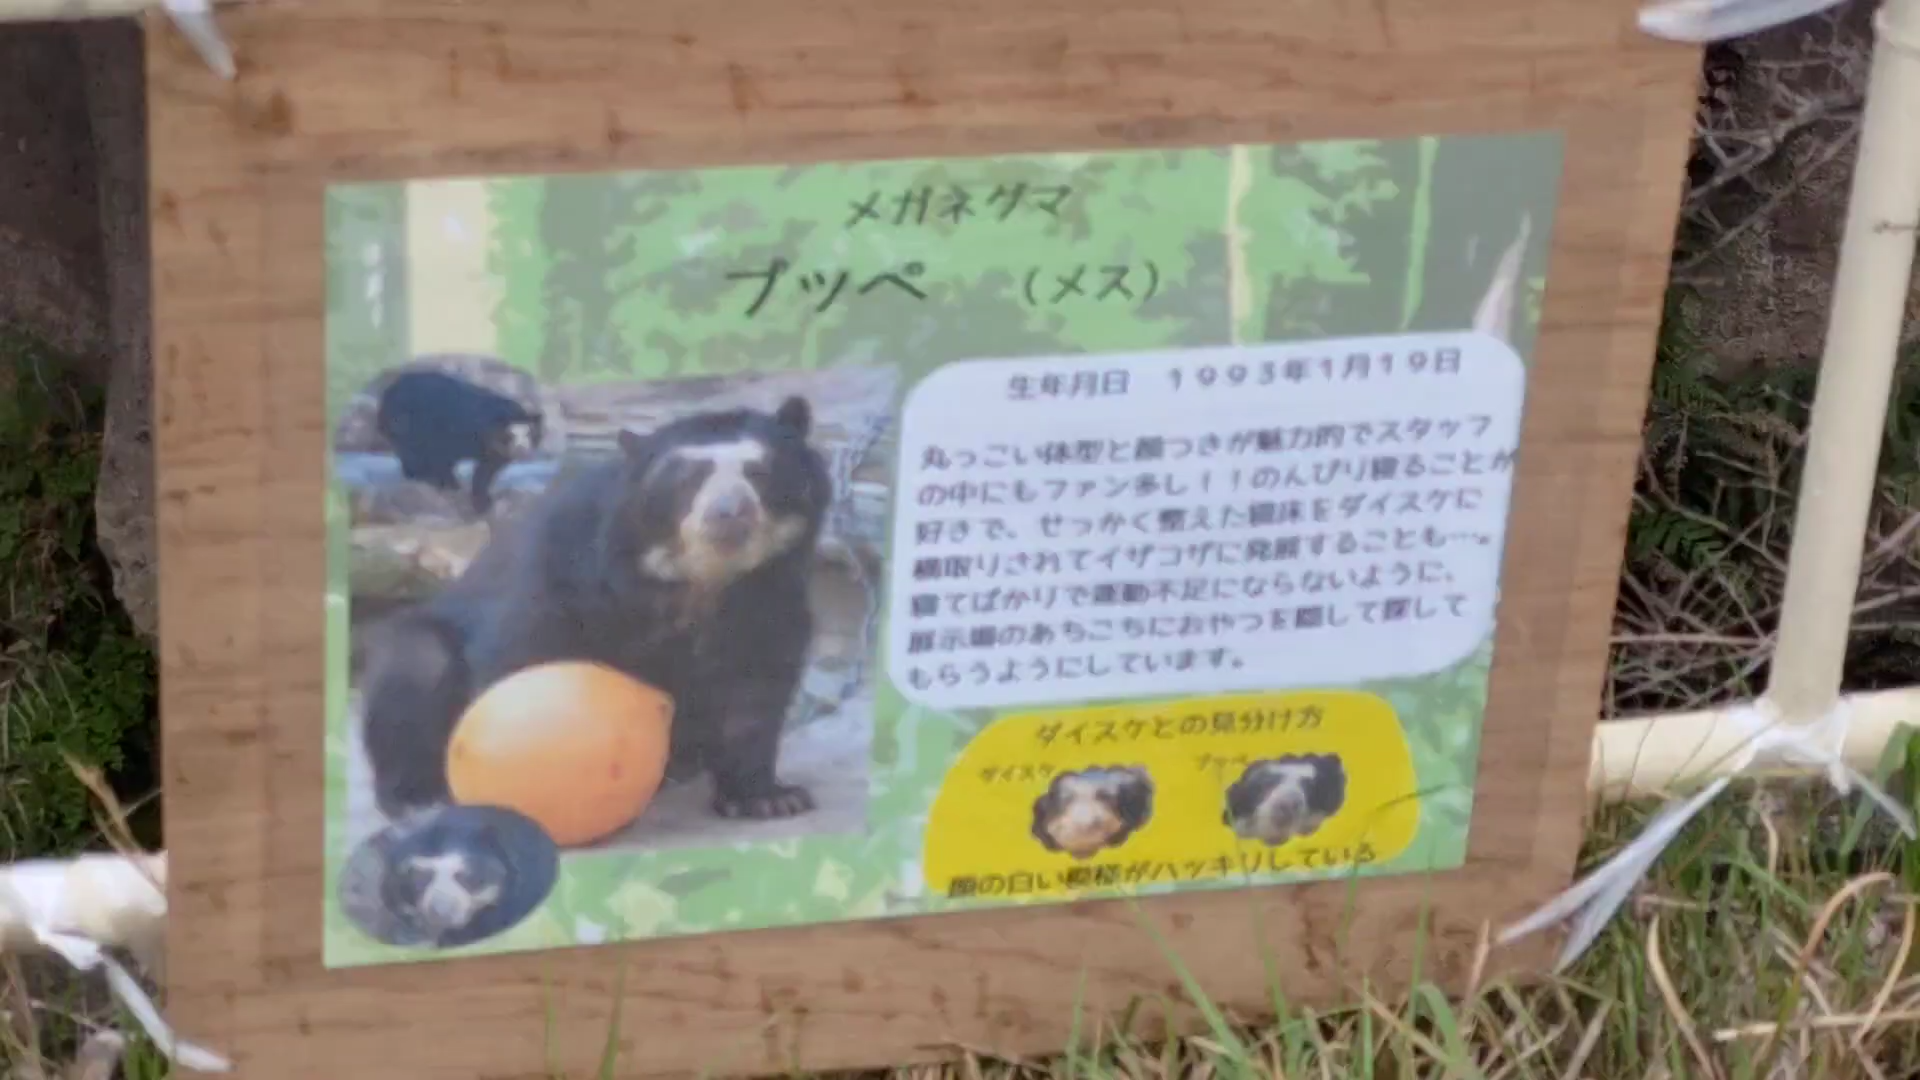 メガネグマ
プッペ (メス)
生年月日 1993年1月19日
丸っこい体型と顔つきが魅力的でスタッフ
の中にもファン多し!!のんびり寝ることが
好きで、せっかく整えた寝床をダイスケに
横取りされてイザコザに発展することも…。
寝てばかりで運動不足にならないように、
展示場のあちこちにおやつを隠して探して
もらうようにしています。
ダイスケとの見分け方
ダイスケ プッペ
顔の白い模様がハッキリしている